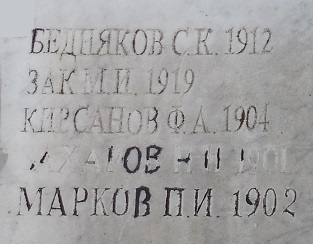 БЕДНЯКОВ С.К. 1912
ЗАК М.И. 1919
КИРСАНОВ Ф.А. 1904
МАРКОВ П.И. 1902